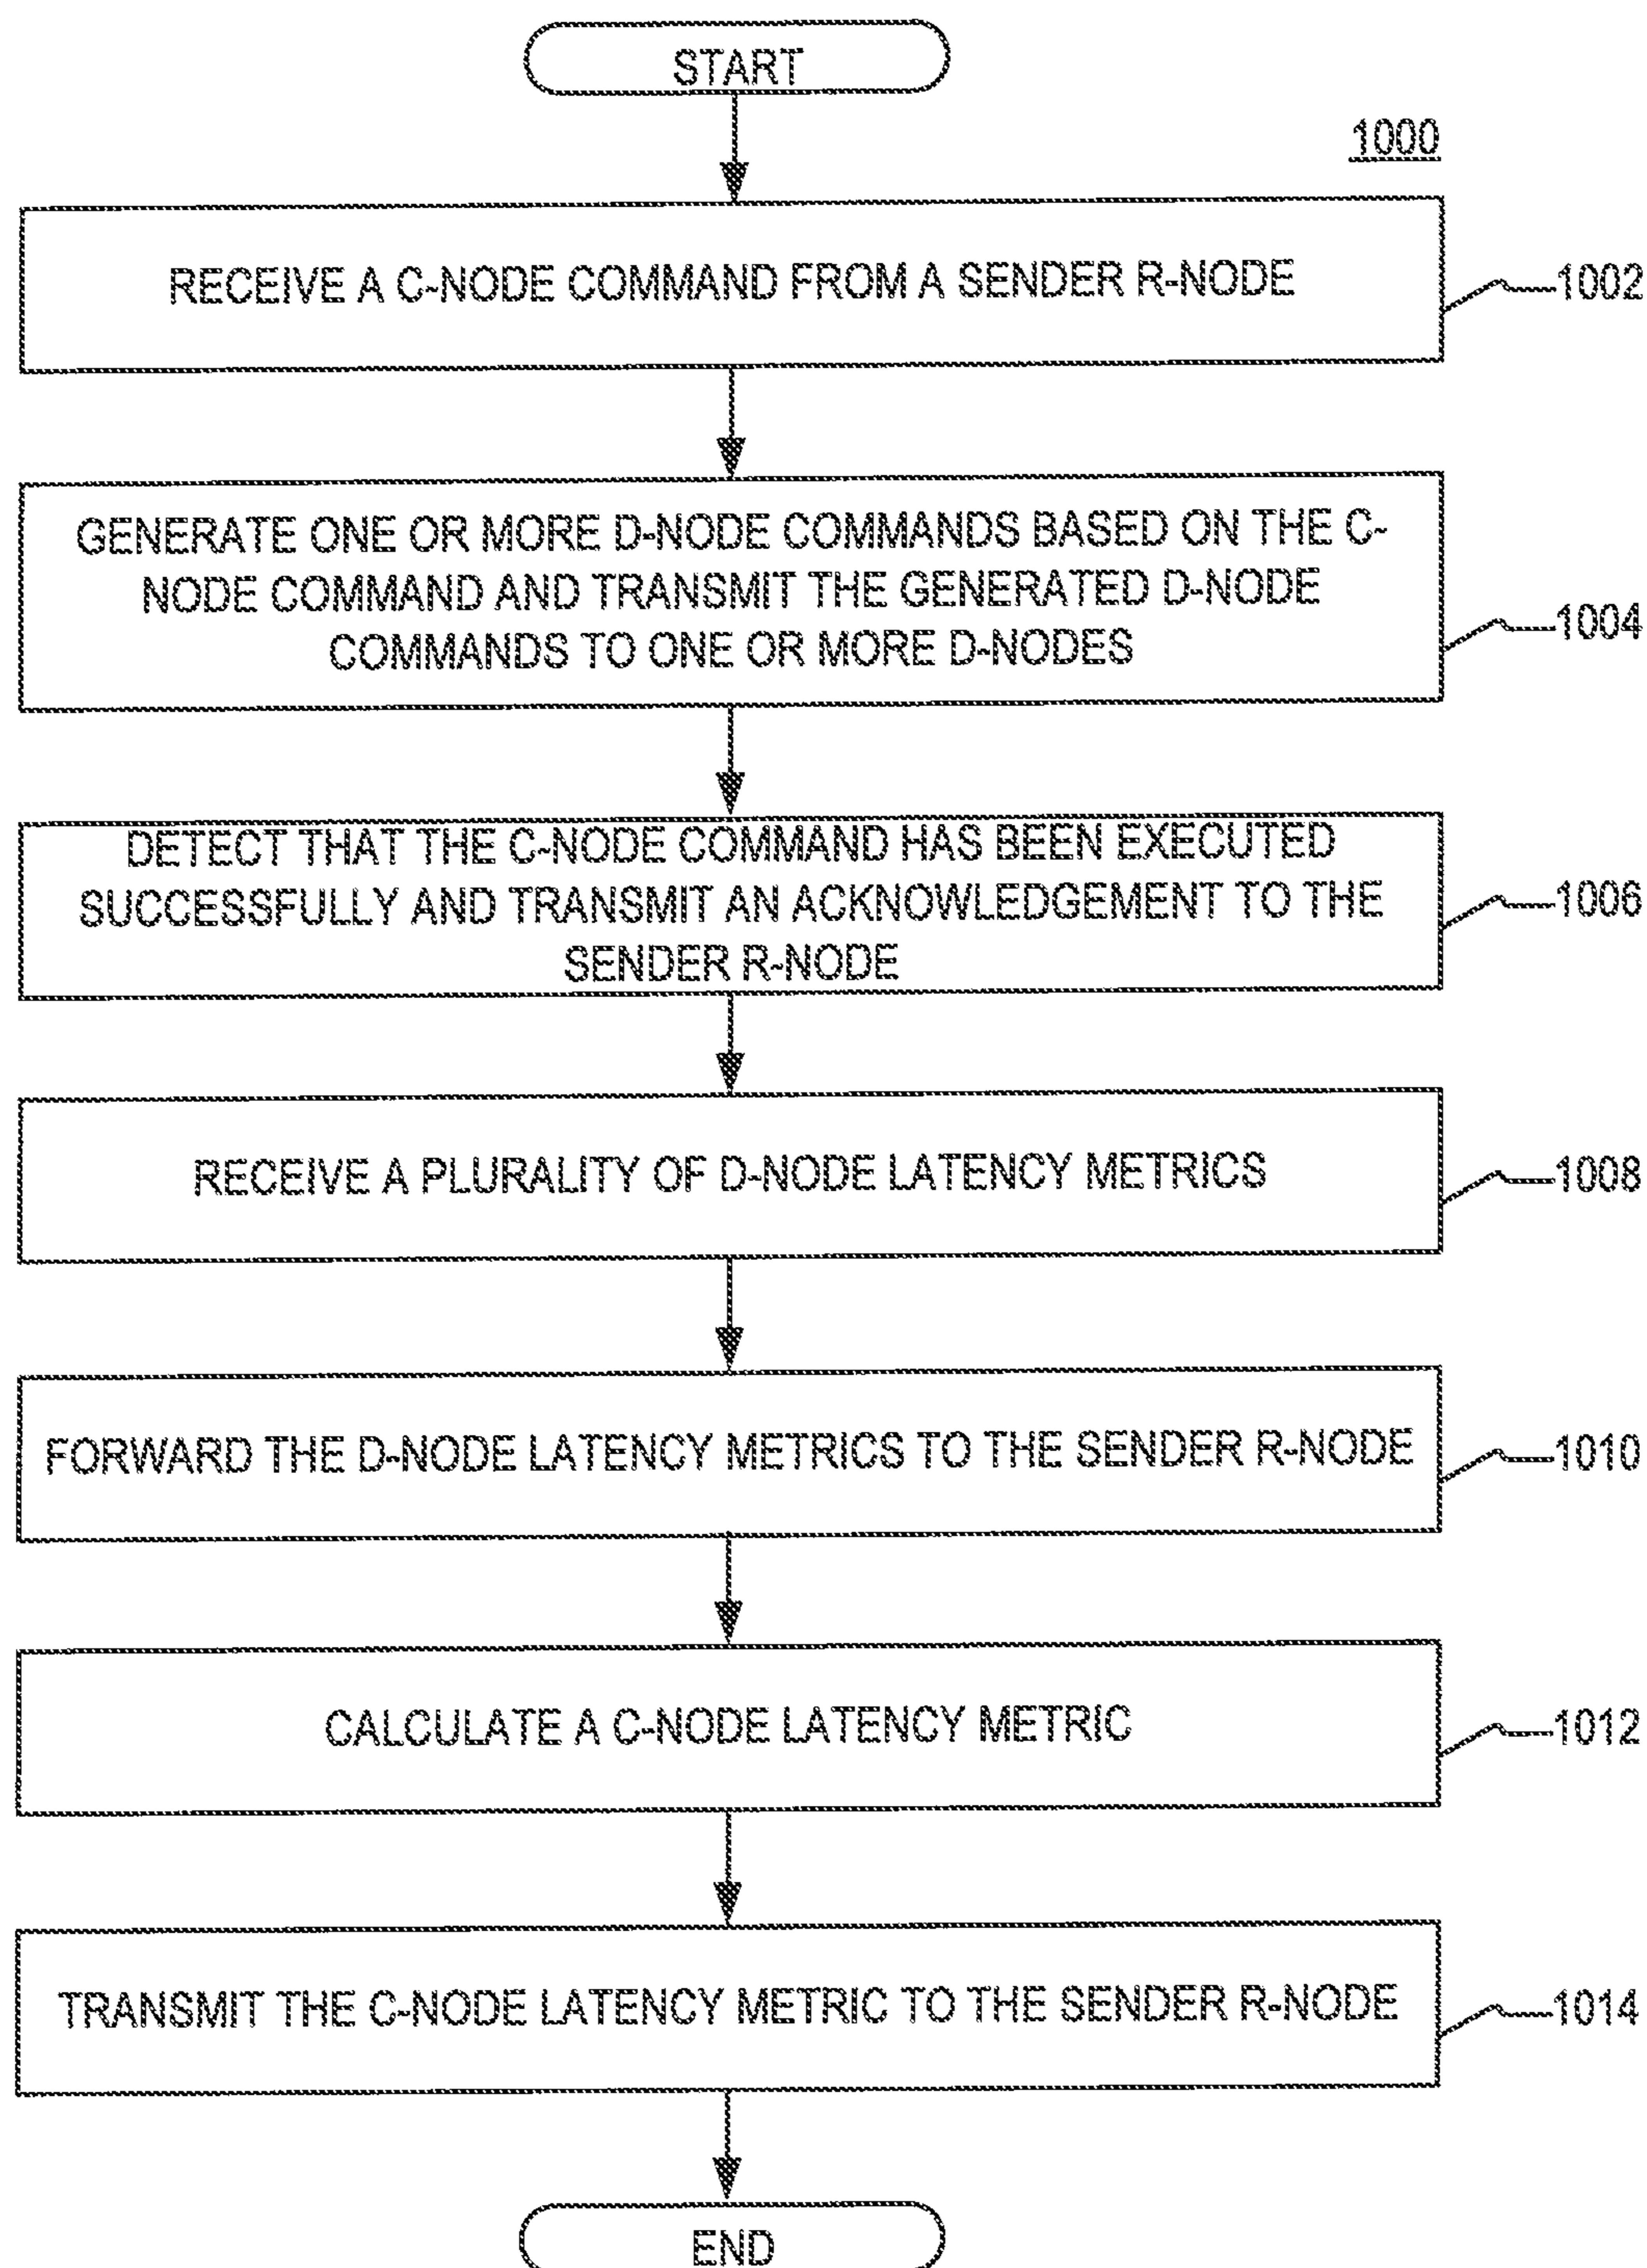 START
1000
RECEIVE A C-NODE COMMAND FROM A SENDER R-NODE
1002
GENERATE ONE OR MORE D-NODE COMMANDS BASED ON THE C-
NODE COMMAND AND TRANSMIT THE GENERATED D-NODE
COMMANDS TO ONE OR MORE D-NODES
1004
DETECT THAT THE C-NODE COMMAND HAS BEEN EXECUTED
SUCCESSFULLY AND TRANSMIT AN ACKNOWLEDGEMENT TO THE
SENDER R-NODE
1006
RECEIVE A PLURALITY OF D-NODE LATENCY METRICS
1008
FORWARD THE D-NODE LATENCY METRICS TO THE SENDER R-NODE
1010
CALCULATE A C-NODE LATENCY METRIC
1012
TRANSMIT THE C-NODE LATENCY METRIC TO THE SENDER R-NODE
1014
END